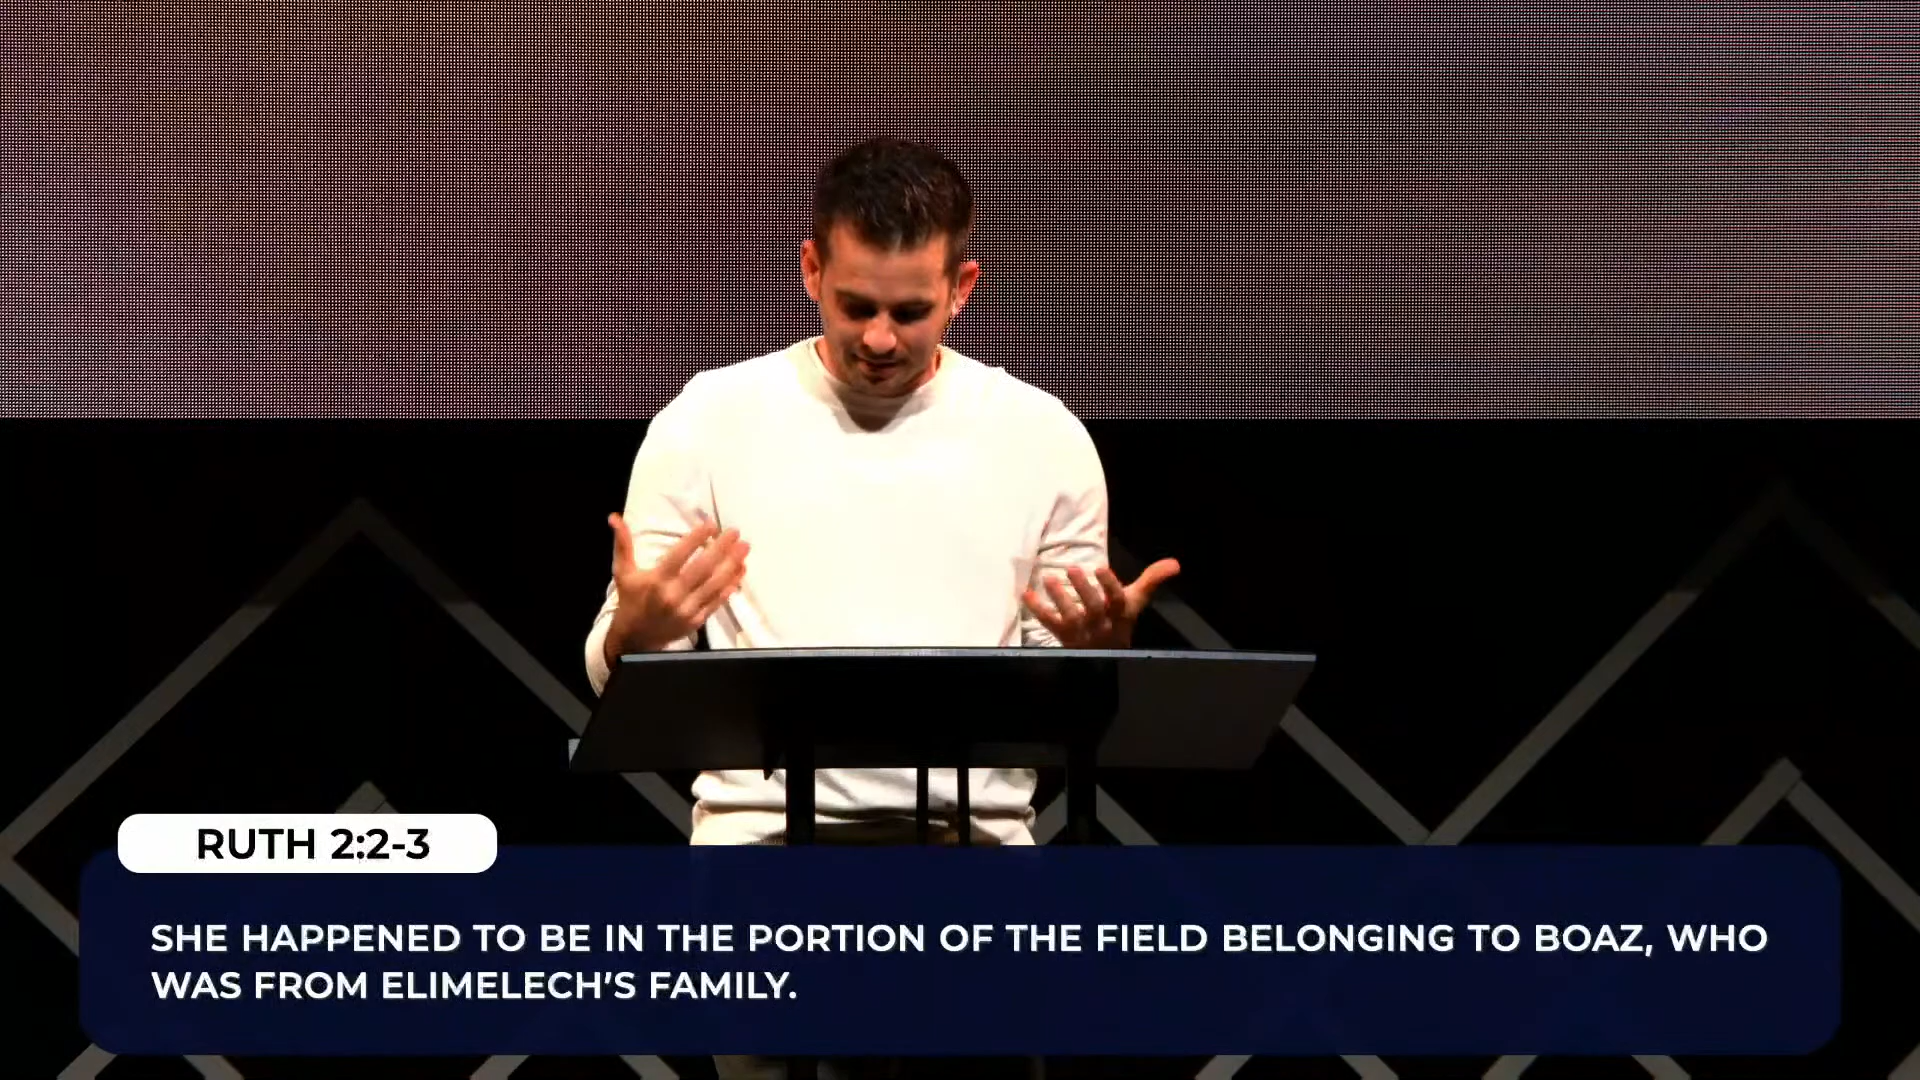 RUTH 2:2-3
SHE HAPPENED TO BE IN THE PORTION OF THE FIELD BELONGING TO BOAZ, WHO
WAS FROM ELIMELECH'S FAMILY.